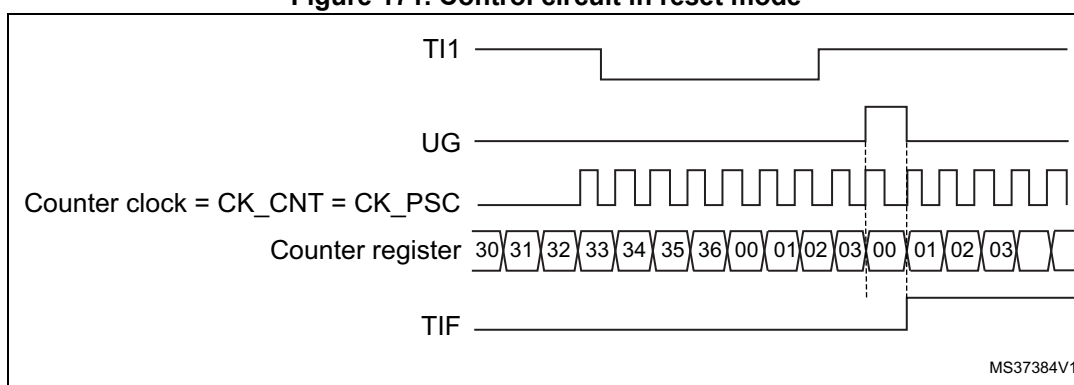 Figure 171. Control circuit in reset mode
TI1
UG
Counter clock = CK_CNT = CK_PSC
Counter register 30 31 32 33 34 35 36 00 01 02 03 00 01 02 03
TIF
MS37384V1